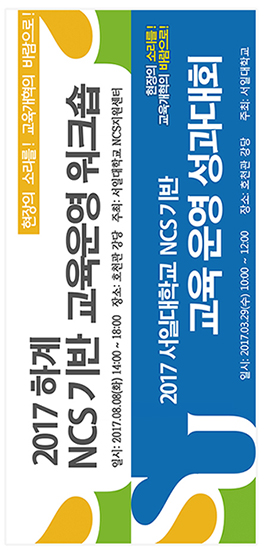 현장의 소리를! 교육개혁의 바람으로!
2017 하계
NCS 기반 교육운영 워크숍
일시: 2017.08.08(화) 14:00 ~ 18:00 장소: 호천관 강당 주최: 서일대학교 NCS지원센터
현장의 소리를!
교육개혁의 바람으로!
2017 서일대학교 NCS 기반
교육 운영 성과대회
일시: 2017.03.29(수) 10:00 ~ 12:00 장소: 호천관 강당 주최: 서일대학교